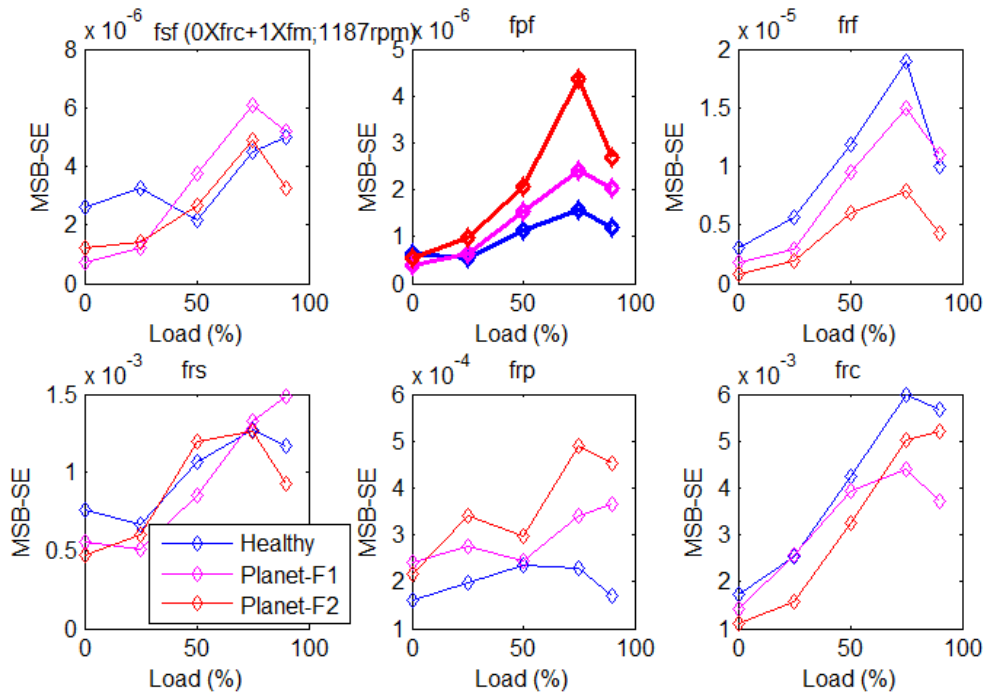 x 10^-6 fsf (0Xfrc+1Xfm;1187rpm)
8
6
4
2
0
MSB-SE
0 50 100
Load (%)
x 10^-6 fpf
5
4
3
2
1
0
MSB-SE
0 50 100
Load (%)
x 10^-5 frf
2
1.5
1
0.5
0
MSB-SE
0 50 100
Load (%)
x 10^-3 frs
1.5
1
0.5
0
MSB-SE
0 50 100
Load (%)
Healthy
Planet-F1
Planet-F2
x 10^-4 frp
6
5
4
3
2
1
MSB-SE
0 50 100
Load (%)
x 10^-3 frc
6
5
4
3
2
1
MSB-SE
0 50 100
Load (%)